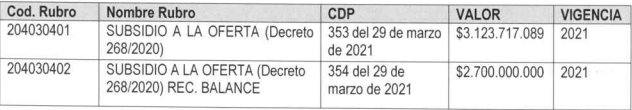 Cod. Rubro Nombre Rubro CDP VALOR VIGENCIA
204030401 SUBSIDIO A LA OFERTA (Decreto 353 del 29 de marzo $3.123.717.089 2021
268/2020) de 2021
204030402 SUBSIDIO A LA OFERTA (Decreto 354 del 29 de $2.700.000.000 2021
268/2020) REC. BALANCE marzo de 2021